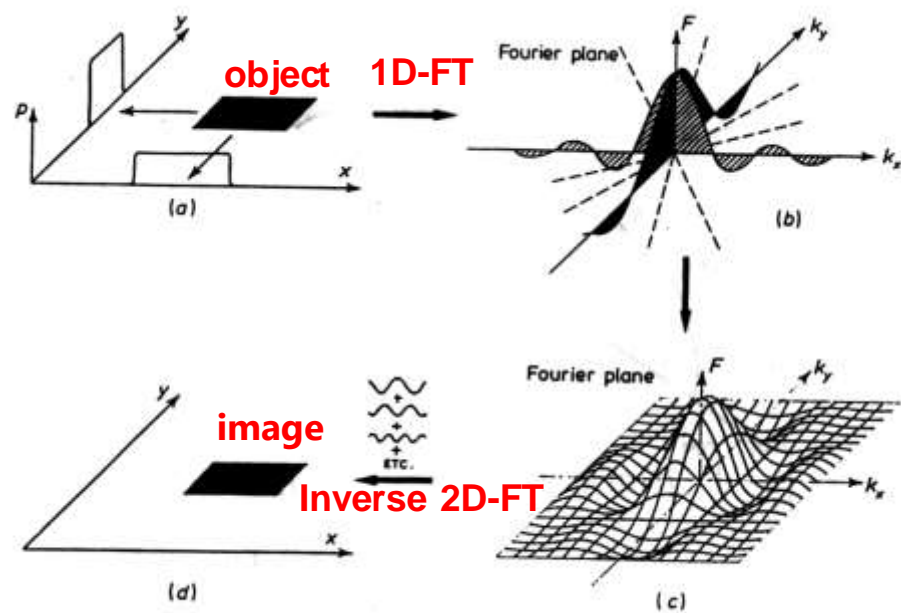 y
object
1D-FT
p
x
(a)
F
k_y
Fourier plane
k_x
(b)
y
image
+
+
+
ETC.
Inverse 2D-FT
x
(d)
Fourier plane
F
k_y
k_x
(c)